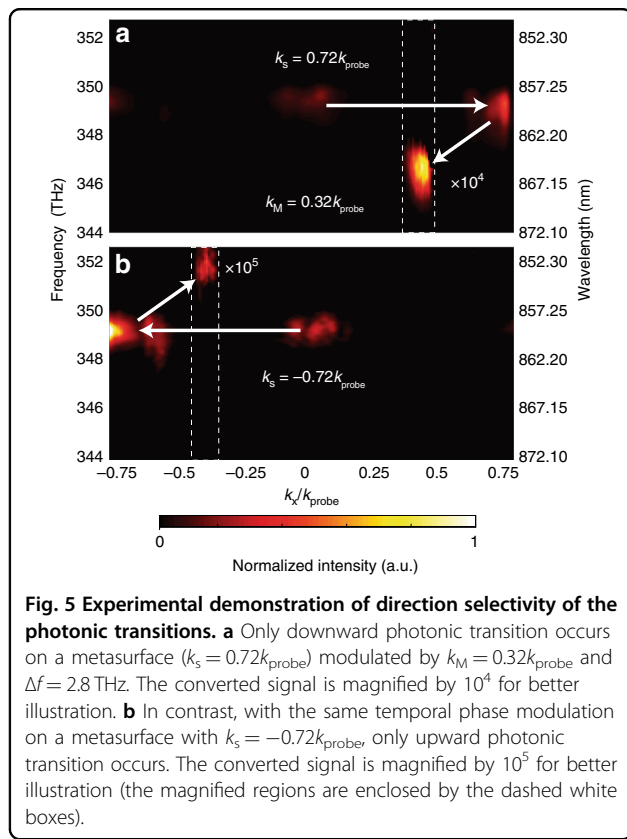 352
350
348
346
344
a
k_s = 0.72k_probe
k_M = 0.32k_probe
×10^4
852.30
857.25
862.20
867.15
872.10
Frequency (THz)
Wavelength (nm)
352
350
348
346
344
b
×10^5
k_s = –0.72k_probe
852.30
857.25
862.20
867.15
872.10
–0.75 –0.5 –0.25 0 0.25 0.5 0.75
k_x/k_probe
0 1
Normalized intensity (a.u.)
Fig. 5 Experimental demonstration of direction selectivity of the
photonic transitions. a Only downward photonic transition occurs
on a metasurface (k_s = 0.72k_probe) modulated by k_M = 0.32k_probe and
Δf = 2.8 THz. The converted signal is magnified by 10^4 for better
illustration. b In contrast, with the same temporal phase modulation
on a metasurface with k_s = −0.72k_probe, only upward photonic
transition occurs. The converted signal is magnified by 10^5 for better
illustration (the magnified regions are enclosed by the dashed white
boxes).